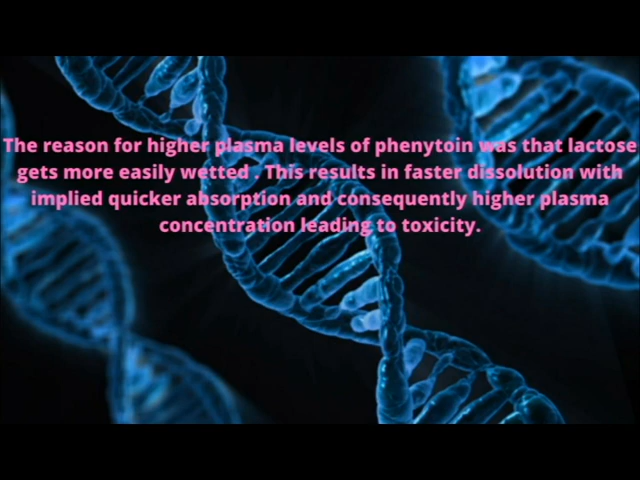 The reason for higher plasma levels of phenytoin was that lactose
gets more easily wetted . This results in faster dissolution with
implied quicker absorption and consequently higher plasma
concentration leading to toxicity.